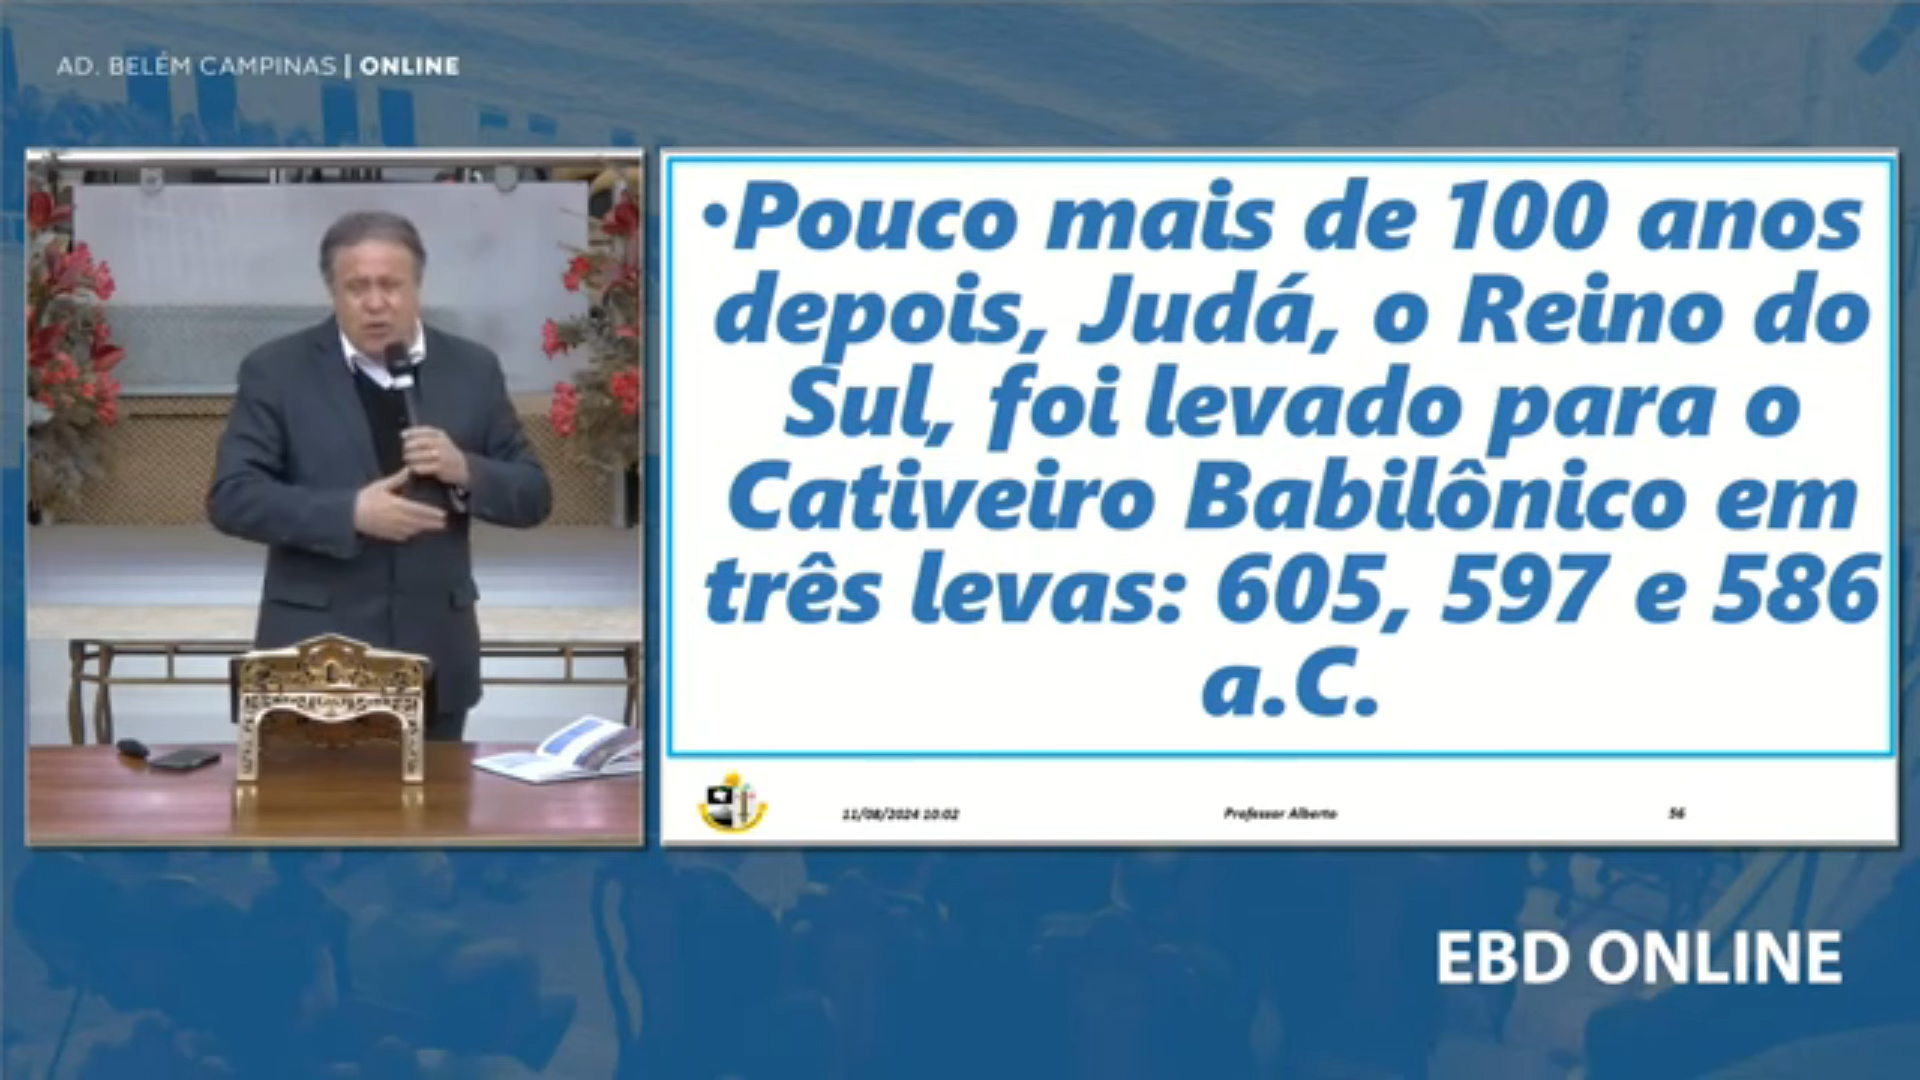 AD. BELÉM CAMPINAS | ONLINE
•Pouco mais de 100 anos
depois, Judá, o Reino do
Sul, foi levado para o
Cativeiro Babilônico em
três levas: 605, 597 e 586
a.C.
11/08/2024 10:02
Professor Alberto
56
EBD ONLINE